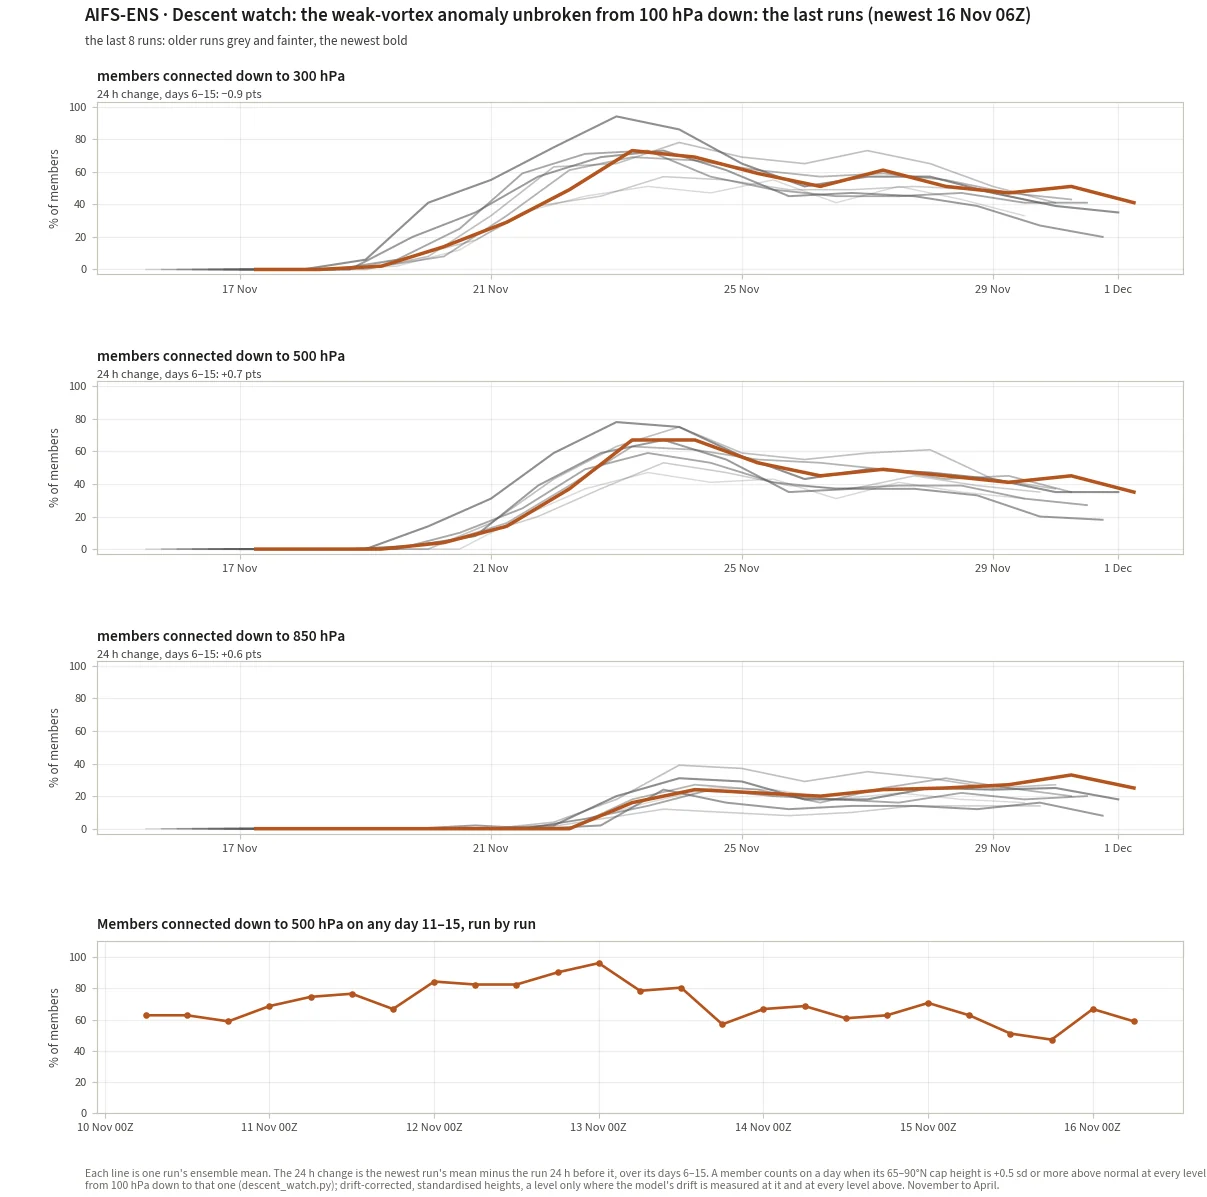 AIFS-ENS · Descent watch: the weak-vortex anomaly unbroken from 100 hPa down: the last runs (newest 16 Nov 06Z)
the last 8 runs: older runs grey and fainter, the newest bold
members connected down to 300 hPa
24 h change, days 6–15: −0.9 pts
100
80
60
40
20
0
% of members
17 Nov
21 Nov
25 Nov
29 Nov
1 Dec
members connected down to 500 hPa
24 h change, days 6–15: +0.7 pts
100
80
60
40
20
0
% of members
17 Nov
21 Nov
25 Nov
29 Nov
1 Dec
members connected down to 850 hPa
24 h change, days 6–15: +0.6 pts
100
80
60
40
20
0
% of members
17 Nov
21 Nov
25 Nov
29 Nov
1 Dec
Members connected down to 500 hPa on any day 11–15, run by run
100
80
60
40
20
0
% of members
10 Nov 00Z
11 Nov 00Z
12 Nov 00Z
13 Nov 00Z
14 Nov 00Z
15 Nov 00Z
16 Nov 00Z
Each line is one run's ensemble mean. The 24 h change is the newest run's mean minus the run 24 h before it, over its days 6–15. A member counts on a day when its 65–90°N cap height is +0.5 sd or more above normal at every level
from 100 hPa down to that one (descent_watch.py); drift-corrected, standardised heights, a level only where the model's drift is measured at it and at every level above. November to April.